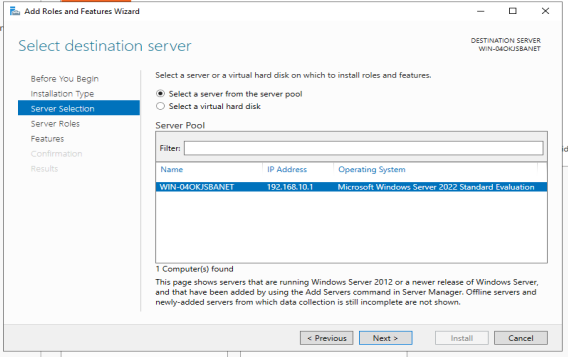 Add Roles and Features Wizard
Select destination server
DESTINATION SERVER
WIN-04OKJSBANET
Before You Begin
Installation Type
Server Selection
Server Roles
Features
Confirmation
Results
Select a server or a virtual hard disk on which to install roles and features.
Select a server from the server pool
Select a virtual hard disk
Server Pool
Filter:
Name IP Address Operating System
WIN-04OKJSBANET 192.168.10.1 Microsoft Windows Server 2022 Standard Evaluation
1 Computer(s) found
This page shows servers that are running Windows Server 2012 or a newer release of Windows Server,
and that have been added by using the Add Servers command in Server Manager. Offline servers and
newly-added servers from which data collection is still incomplete are not shown.
< Previous Next > Install Cancel